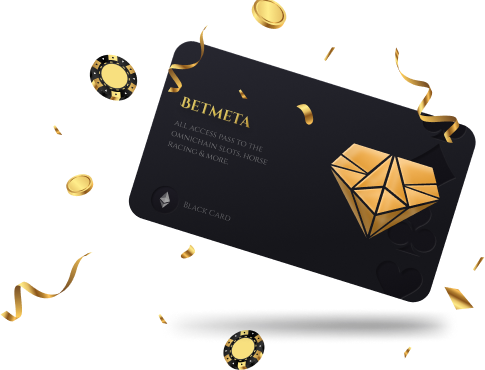 BETMETA
ALL ACCESS PASS TO THE
OMNICHAIN SLOTS, HORSE
RACING & MORE.
BLACK CARD